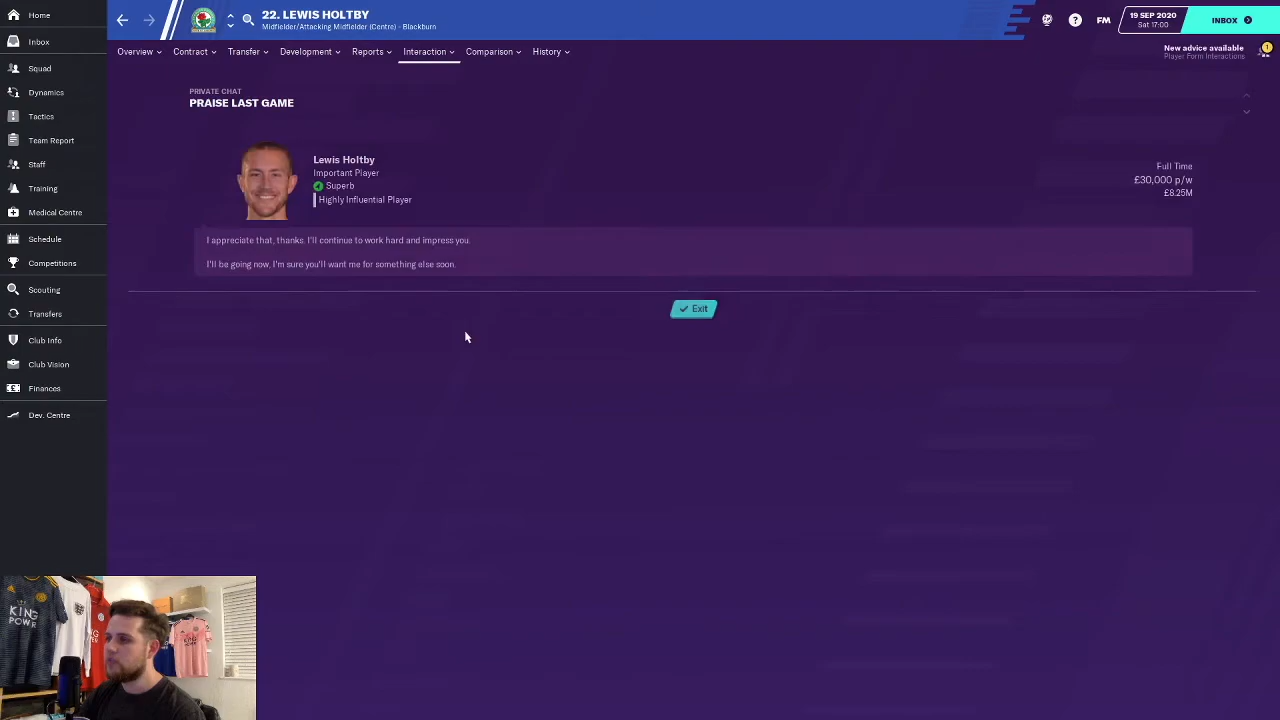 22. LEWIS HOLTBY
Midfielder/Attacking Midfielder (Centre) - Blackburn
FM
19 SEP 2020
Sat 17:00
INBOX
Home
Inbox
Squad
Dynamics
Tactics
Team Report
Staff
Training
Medical Centre
Schedule
Competitions
Scouting
Transfers
Club Info
Club Vision
Finances
Dev. Centre
Overview
Contract
Transfer
Development
Reports
Interaction
Comparison
History
New advice available
Player Form Interactions
PRIVATE CHAT
PRAISE LAST GAME
Lewis Holtby
Important Player
Superb
Highly Influential Player
Full Time
£30,000 p/w
£8.25M
I appreciate that, thanks. I'll continue to work hard and impress you.
I'll be going now, I'm sure you'll want me for something else soon.
Exit
KING
POWER